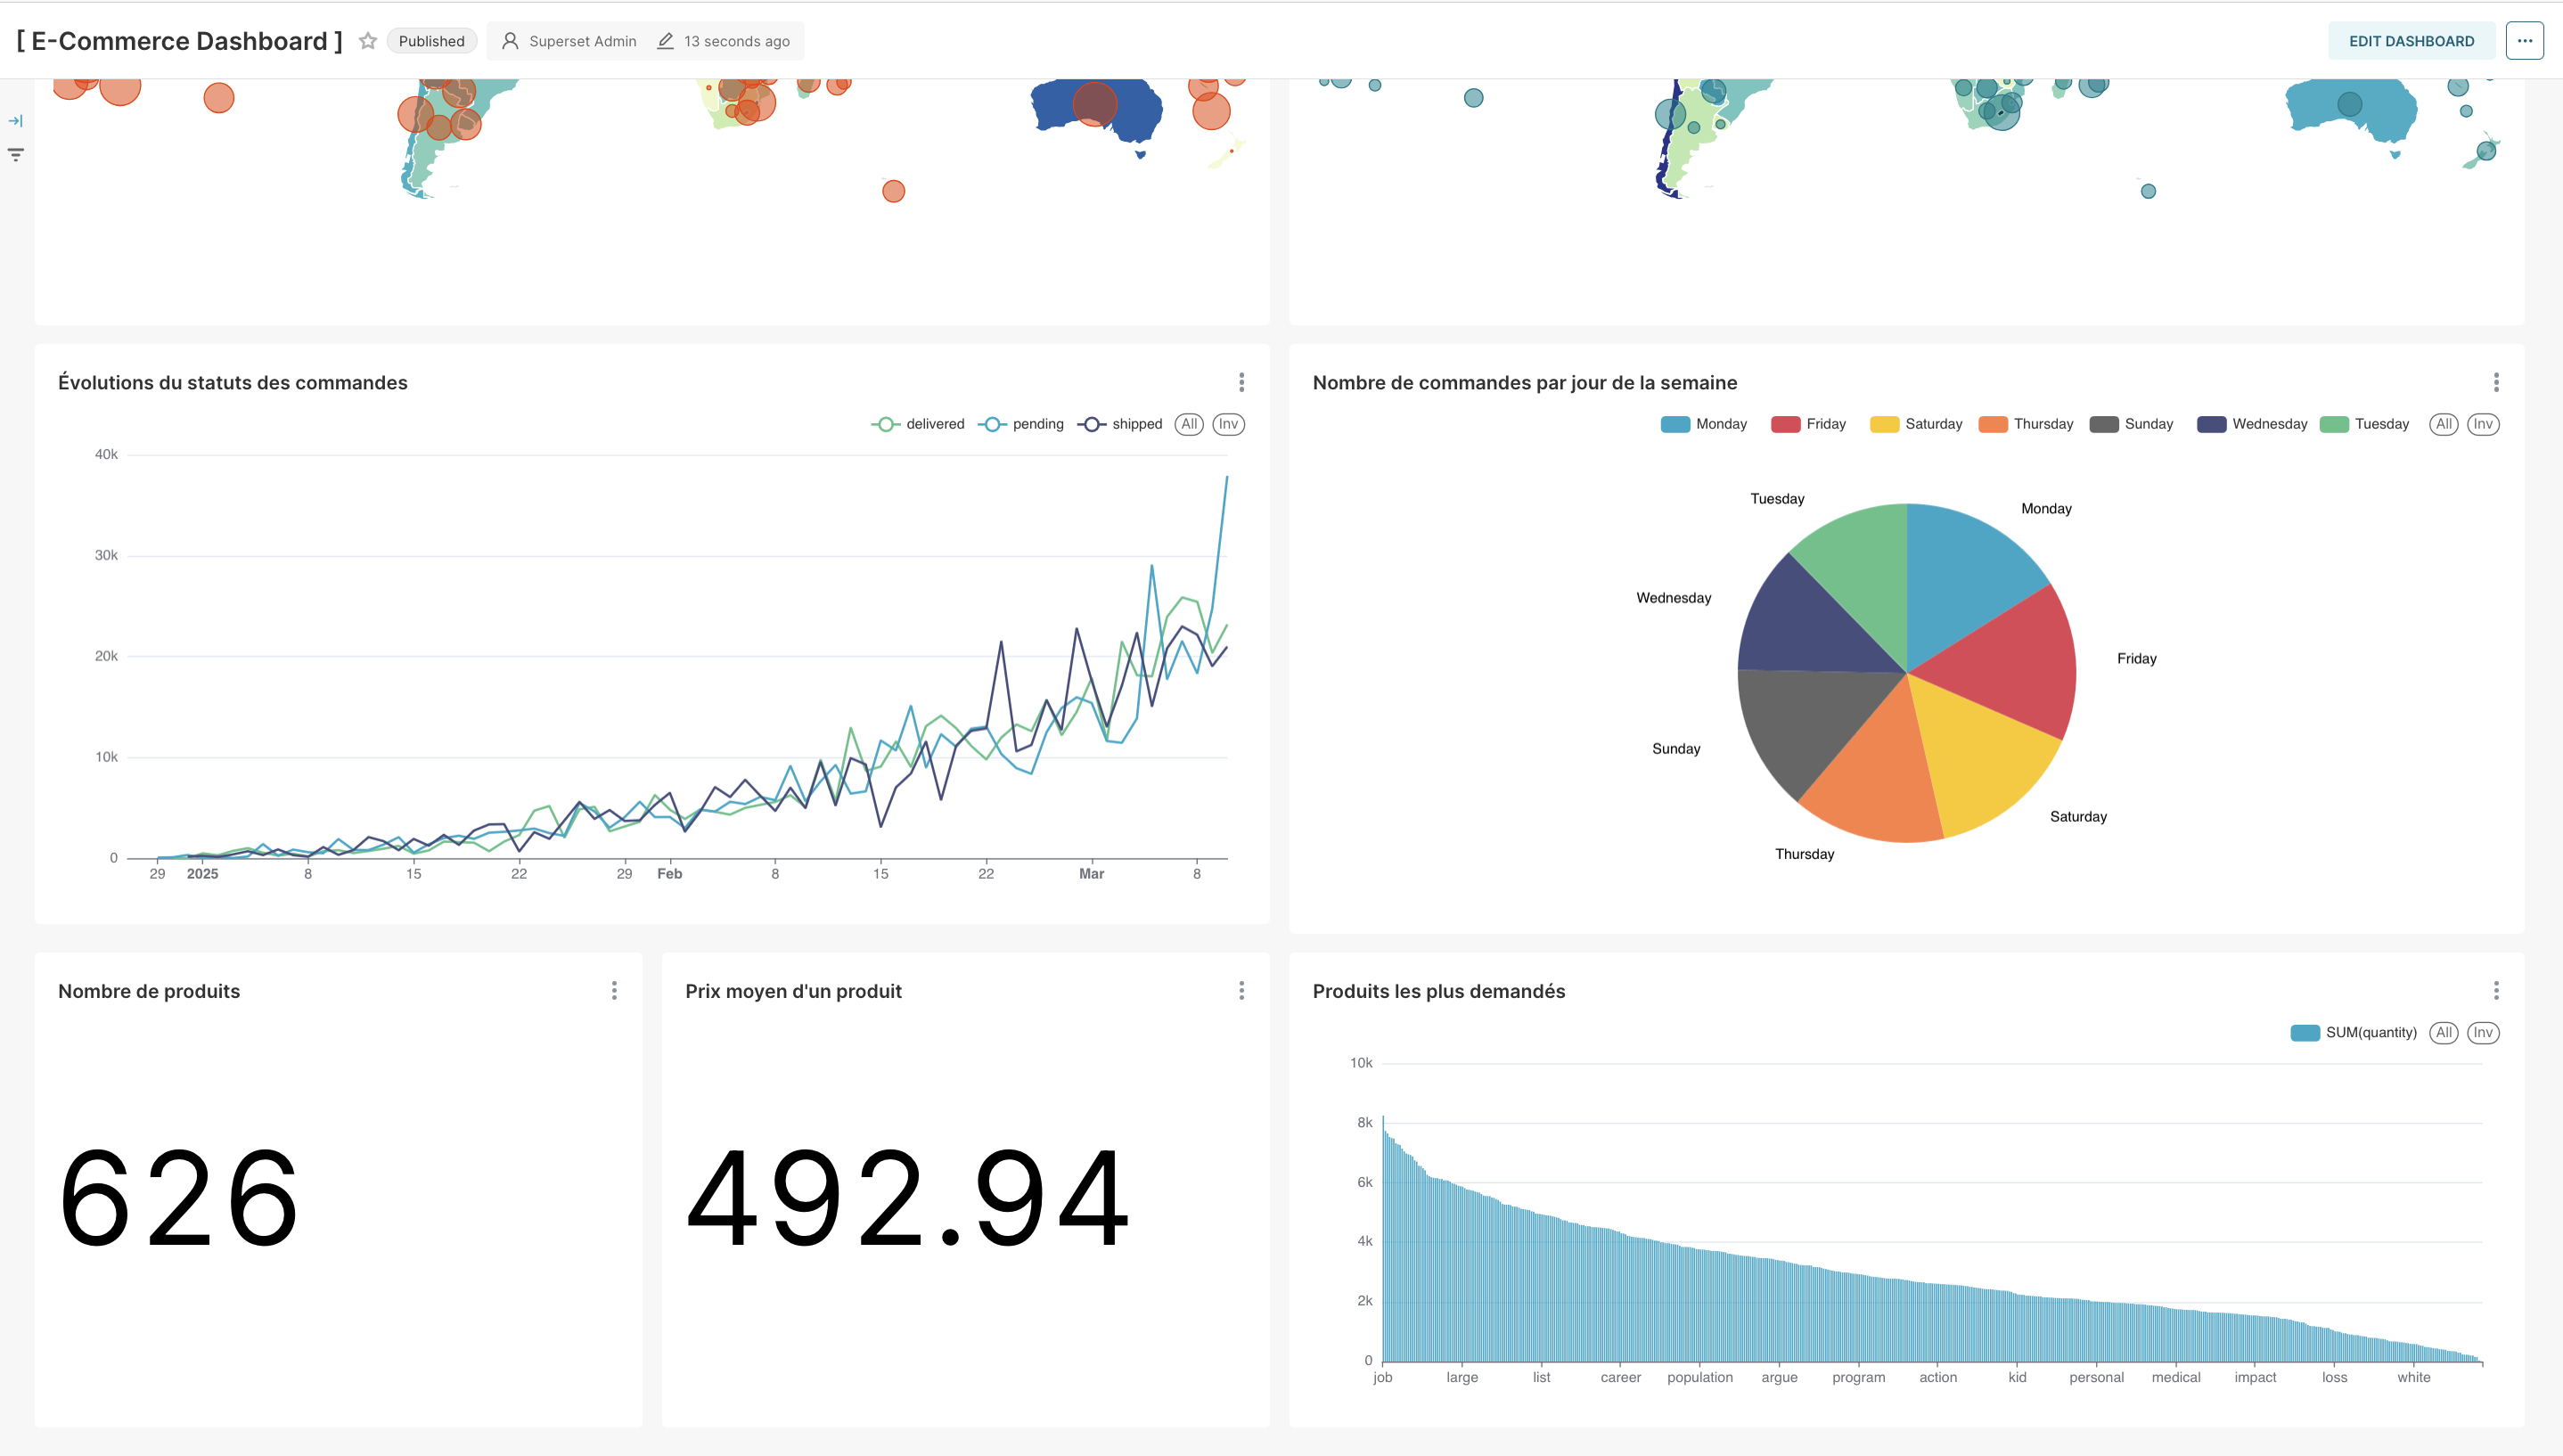 [ E-Commerce Dashboard ] Published Superset Admin 13 seconds ago EDIT DASHBOARD ...
Évolutions du statuts des commandes
delivered pending shipped All Inv
40k
30k
20k
10k
0
29 2025 8 15 22 29 Feb 8 15 22 Mar 8
Nombre de commandes par jour de la semaine
Monday Friday Saturday Thursday Sunday Wednesday Tuesday All Inv
Tuesday
Monday
Wednesday
Friday
Sunday
Saturday
Thursday
Nombre de produits
626
Prix moyen d'un produit
492.94
Produits les plus demandés
SUM(quantity) All Inv
10k
8k
6k
4k
2k
0
job large list career population argue program action kid personal medical impact loss white